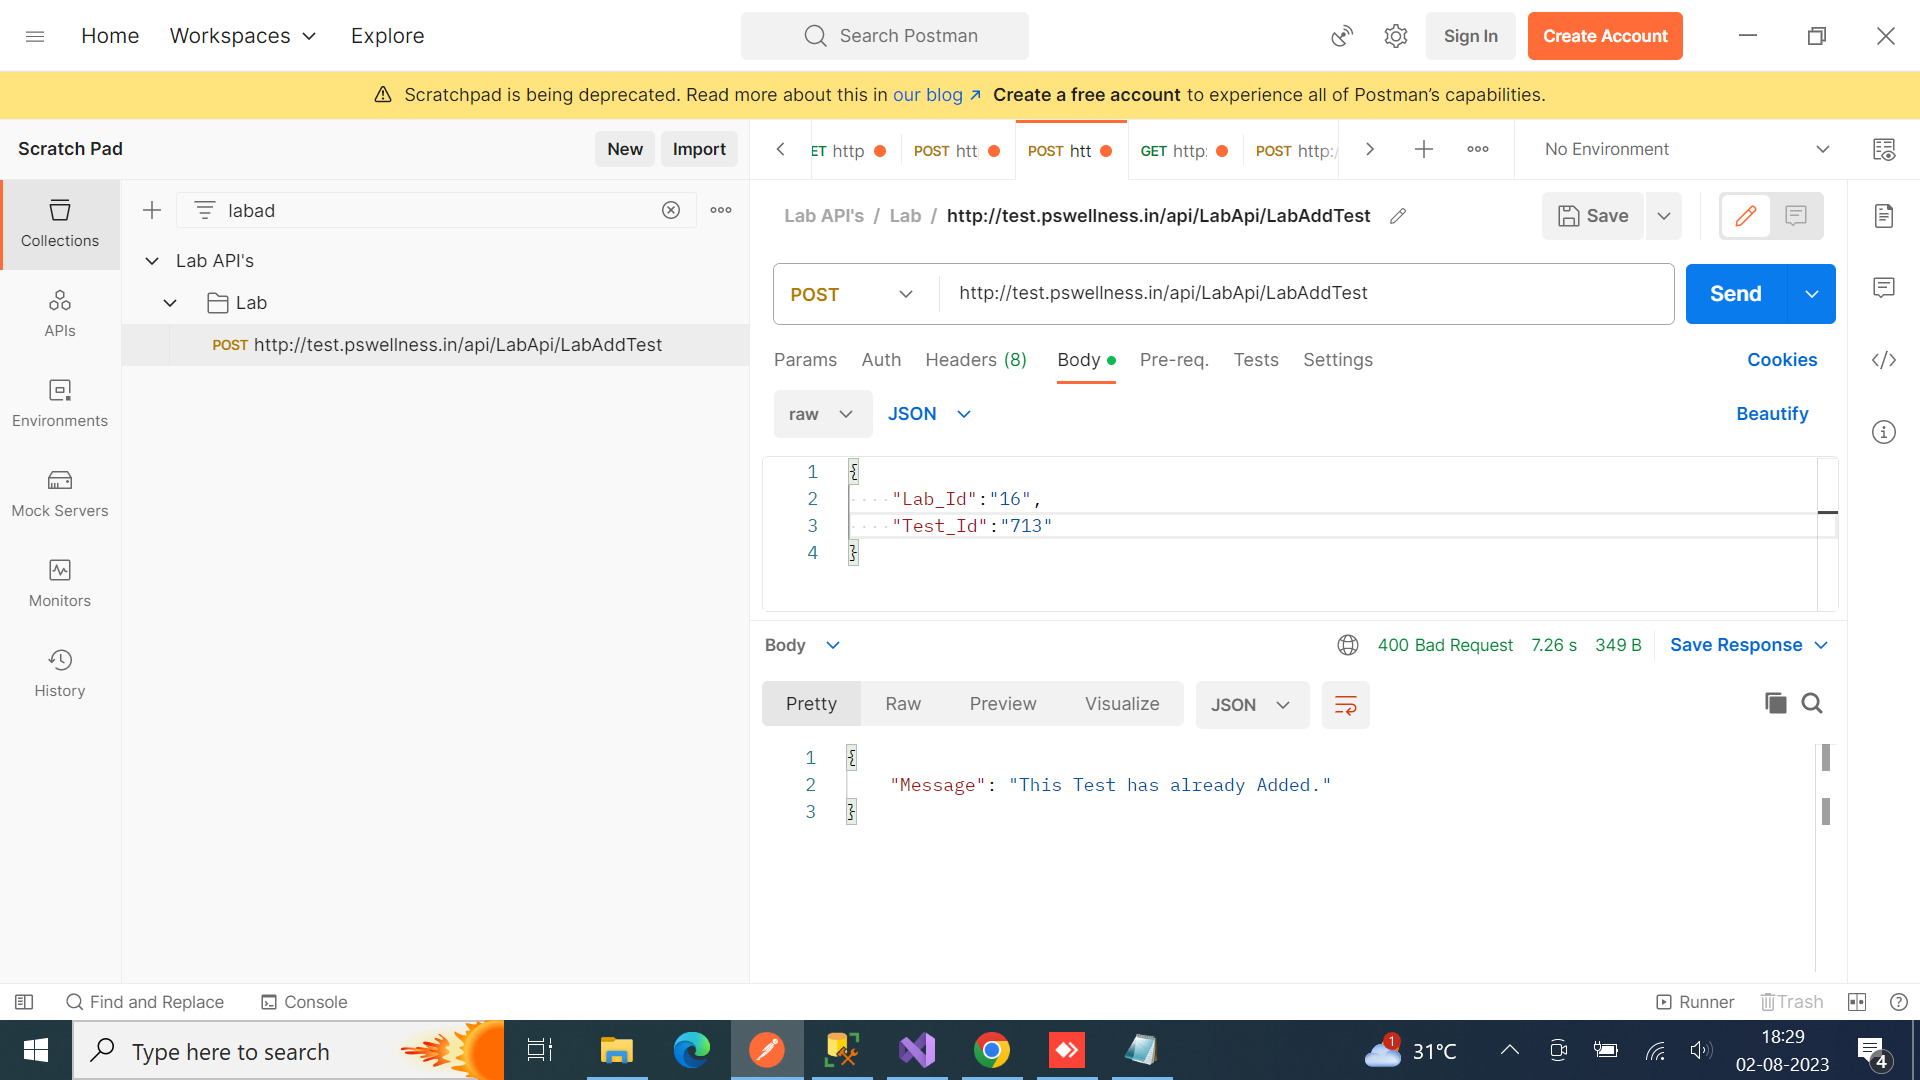 Home
Workspaces
Explore
Search Postman
Sign In
Create Account
Scratchpad is being deprecated. Read more about this in our blog ↗ Create a free account to experience all of Postman's capabilities.
Scratch Pad
New
Import
ET http
POST htt
POST htt
GET http:
POST http:/
No Environment
Collections
APIs
Environments
Mock Servers
Monitors
History
labad
Lab API's
Lab
POST http://test.pswellness.in/api/LabApi/LabAddTest
Lab API's / Lab / http://test.pswellness.in/api/LabApi/LabAddTest
Save
POST
http://test.pswellness.in/api/LabApi/LabAddTest
Send
Params
Auth
Headers (8)
Body
Pre-req.
Tests
Settings
Cookies
raw
JSON
Beautify
1 {
2 "Lab_Id":"16",
3 "Test_Id":"713"
4 }
Body
400 Bad Request
7.26 s
349 B
Save Response
Pretty
Raw
Preview
Visualize
JSON
1 {
2 "Message": "This Test has already Added."
3 }
Find and Replace
Console
Runner
Trash
Type here to search
1
31°C
18:29
02-08-2023
4